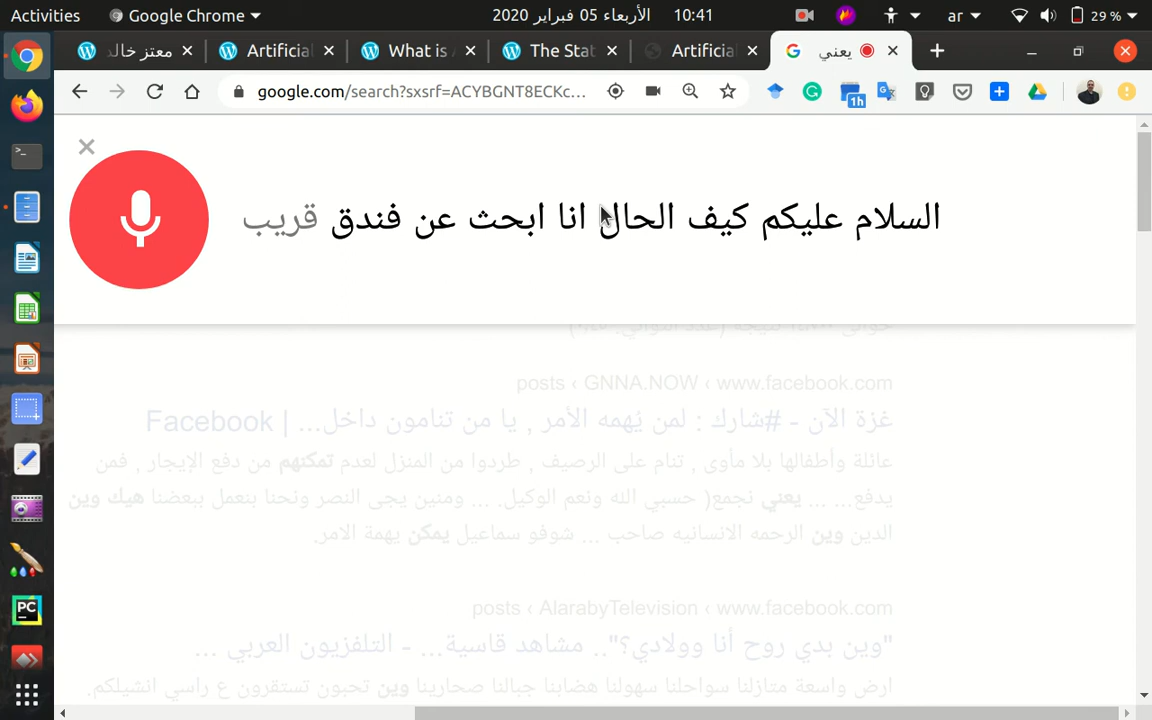 Activities
Google Chrome
الأربعاء 05 فبراير 2020 10:41
ar
29 %
معتز خالد
Artificial
What is
The Stat
Artificial
يعني
google.com/search?sxsrf=ACYBGNT8ECKc...
1h
السلام عليكم كيف الحال انا ابحث عن فندق قريب
posts ‹ GNNA.NOW ‹ www.facebook.com
غزة الآن - #شارك : لمن يُهمه الأمر , يا من تنامون داخل... | Facebook
عائلة وأطفالها بلا مأوى , تنام على الرصيف , طردوا من المنزل لعدم تمكنهم من دفع الإيجار , فمن
يدفع... ... يعني نجمع( حسبي الله ونعم الوكيل. ... وبعنين يجى النصر ونحنا بنعمل ببعضنا هيك وين
الدين وين الرحمه الانسانيه صاحب ... شوفو سماعيل يمكن يهمة الامر.
posts ‹ AlarabyTelevision ‹ www.facebook.com
"وين بدي روح أنا وولادي؟".. مشاهد قاسية... - التلفزيون العربي ...
ارض واسعة منازلنا سواحلنا سهولنا هضابنا جبالنا صحارينا وين تحبون تستقرون ع راسي انشيلكم.
PC